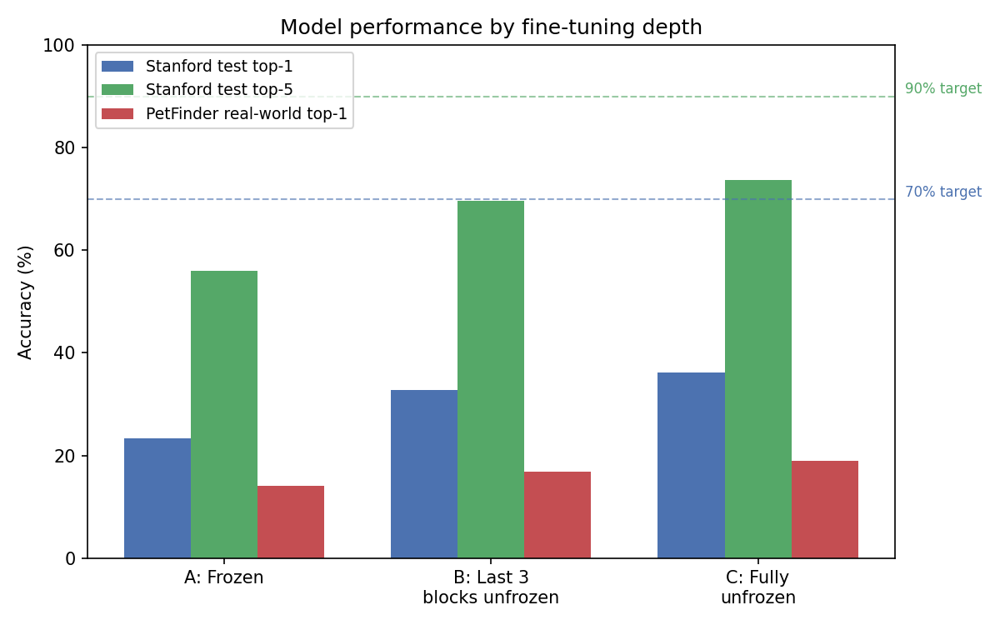 Model performance by fine-tuning depth
Stanford test top-1
Stanford test top-5
PetFinder real-world top-1
90% target
70% target
Accuracy (%)
100
80
60
40
20
0
A: Frozen
B: Last 3
blocks unfrozen
C: Fully
unfrozen